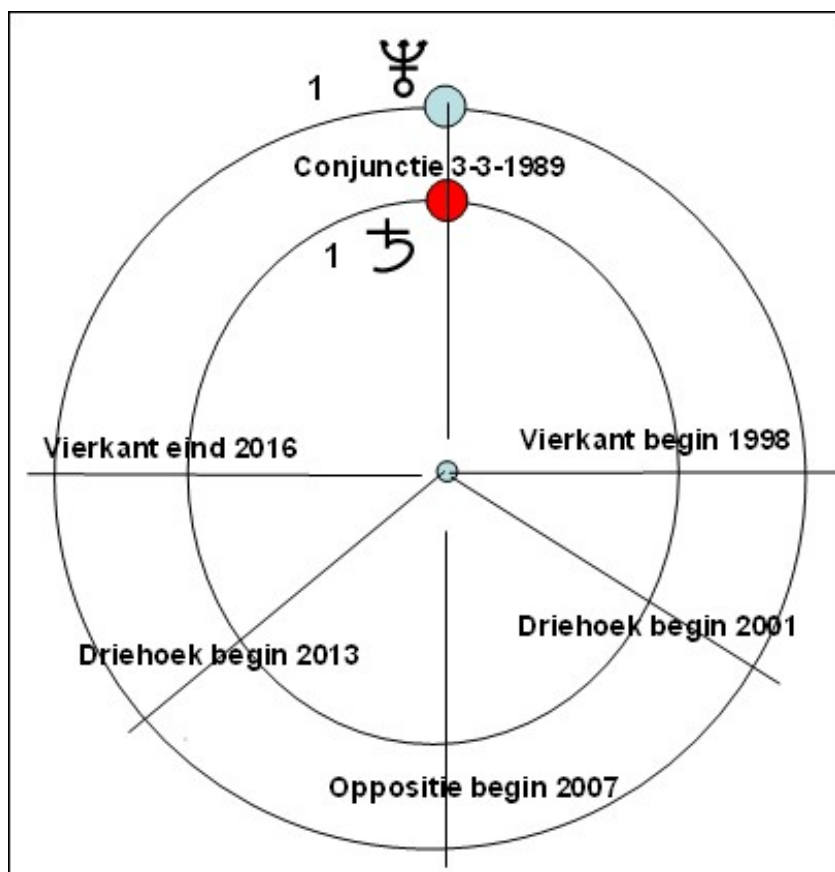 ♆
1
Conjunctie 3-3-1989
1 ♄
Vierkant eind 2016
Vierkant begin 1998
Driehoek begin 2001
Driehoek begin 2013
Oppositie begin 2007